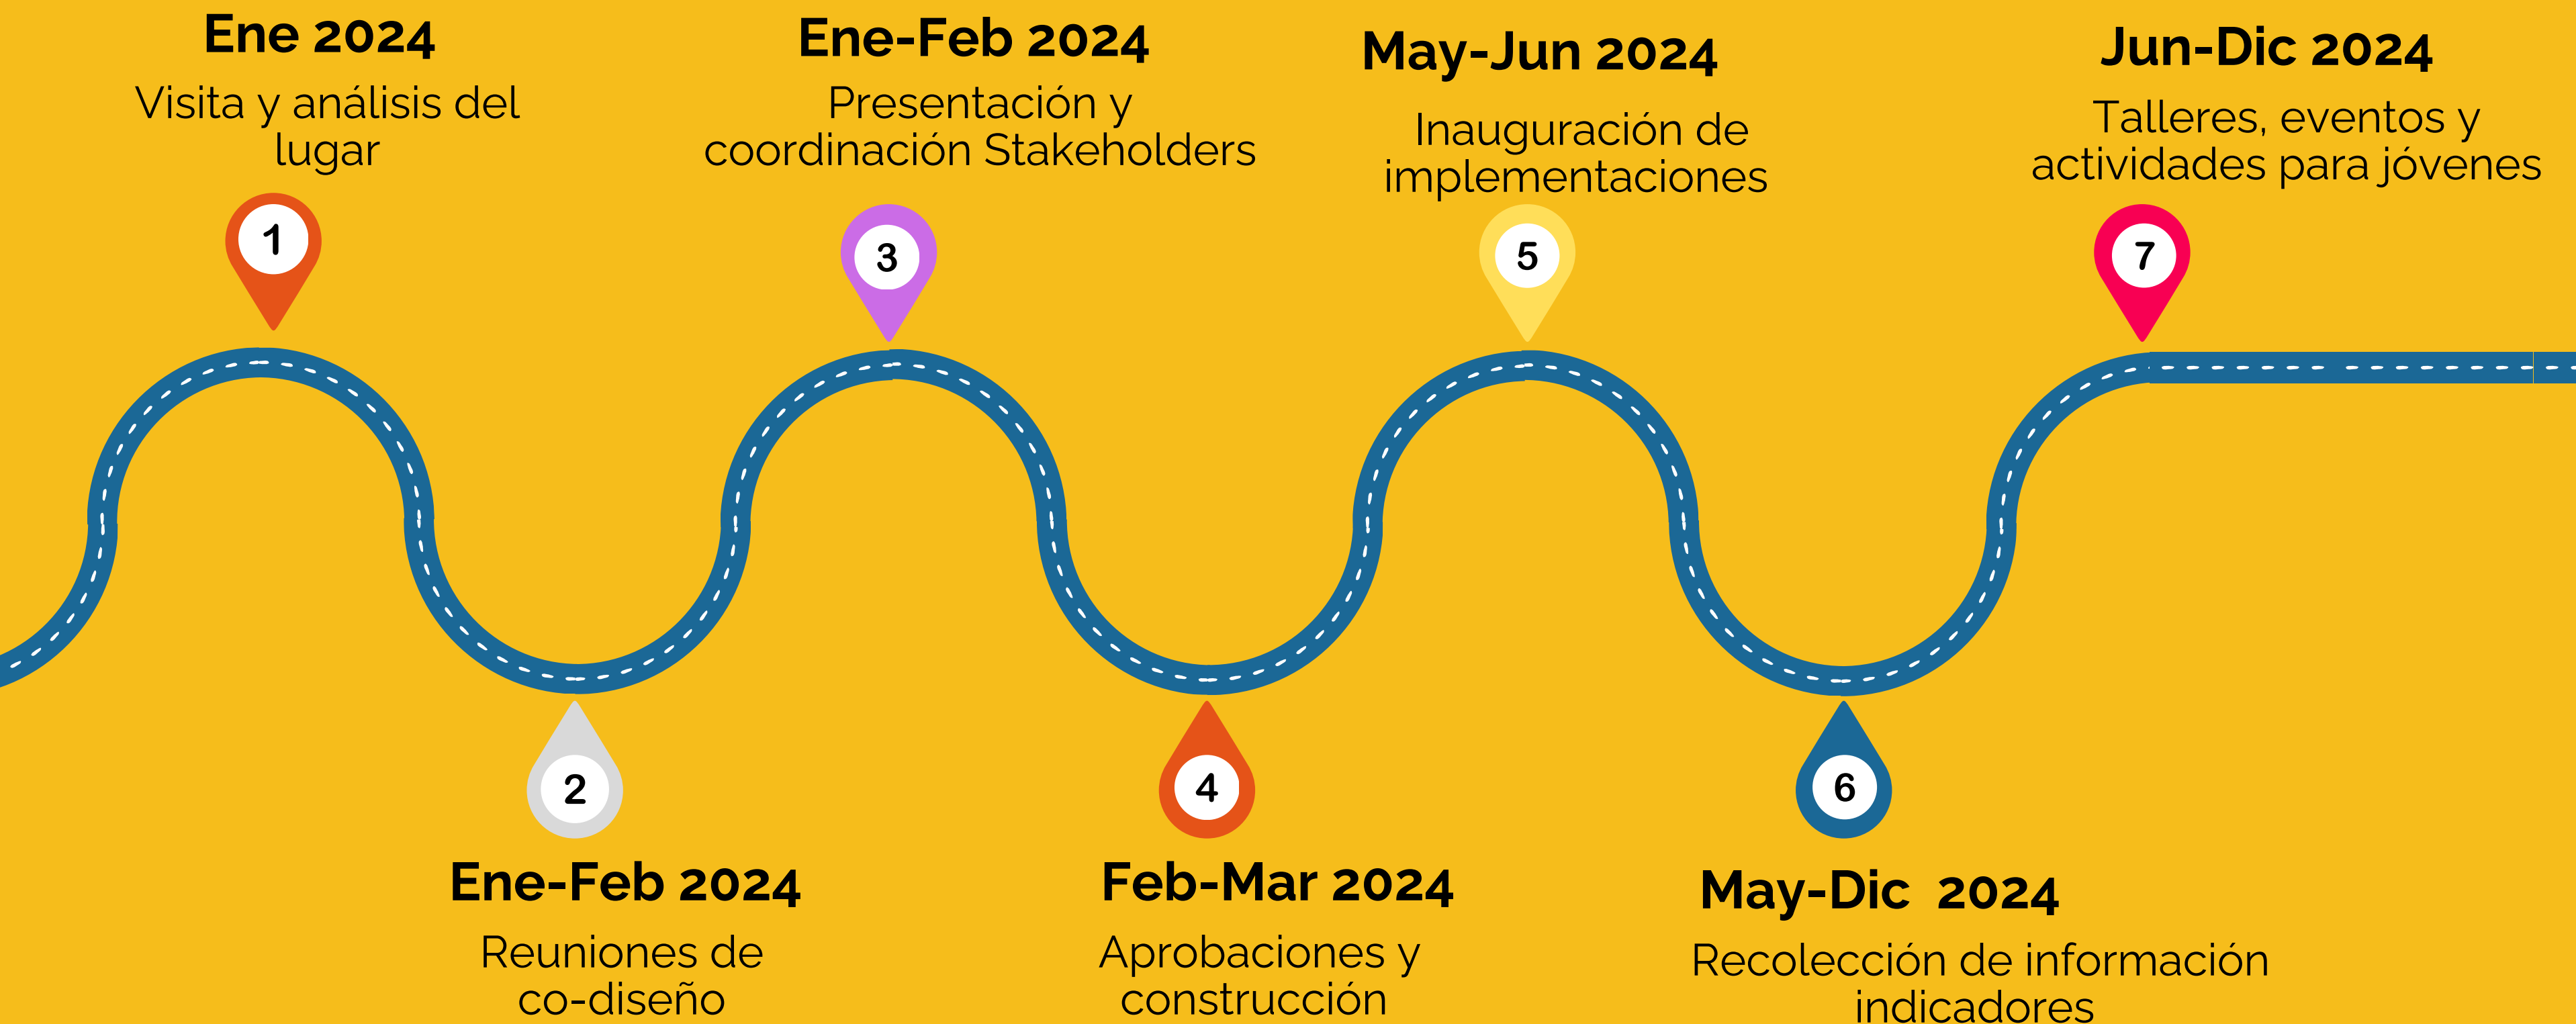 Ene 2024
Visita y análisis del
lugar
1
Ene-Feb 2024
Reuniones de
co-diseño
2
Ene-Feb 2024
Presentación y
coordinación Stakeholders
3
Feb-Mar 2024
Aprobaciones y
construcción
4
May-Jun 2024
Inauguración de
implementaciones
5
May-Dic 2024
Recolección de información
indicadores
6
Jun-Dic 2024
Talleres, eventos y
actividades para jóvenes
7